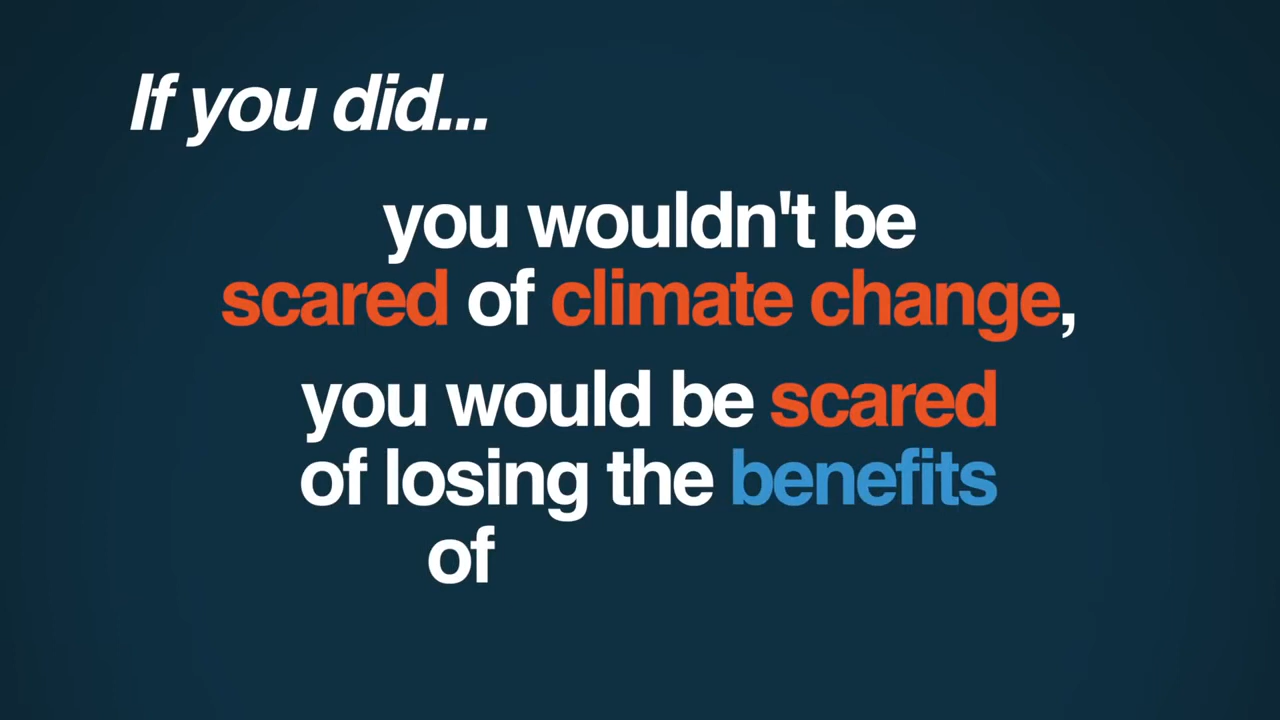 If you did...
you wouldn't be
scared of climate change,
you would be scared
of losing the benefits
of